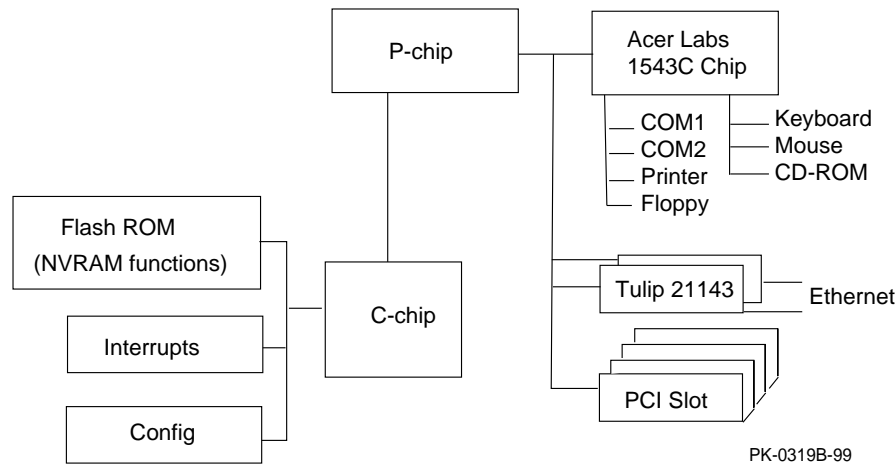 P-chip
Acer Labs
1543C Chip
COM1
COM2
Printer
Floppy
Keyboard
Mouse
CD-ROM
Flash ROM
(NVRAM functions)
C-chip
Interrupts
Config
Tulip 21143
Ethernet
PCI Slot
PK-0319B-99